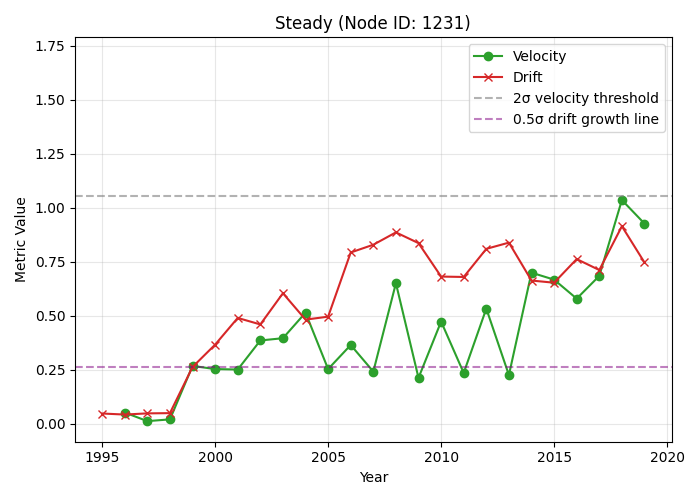 Steady (Node ID: 1231)
Velocity
Drift
2σ velocity threshold
0.5σ drift growth line
Metric Value
1.75
1.50
1.25
1.00
0.75
0.50
0.25
0.00
1995
2000
2005
2010
2015
2020
Year